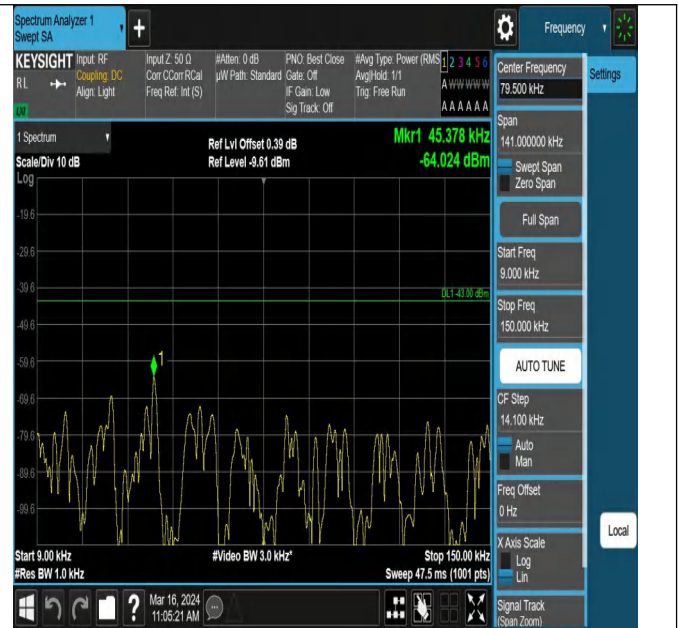 Spectrum Analyzer 1
Swept SA
+
Frequency
KEYSIGHT
RL
Input: RF
Coupling: DC
Align: Light
Input Z: 50 Ω
Corr CCorr RCal
Freq Ref: Int (S)
#Atten: 0 dB
µW Path: Standard
PNO: Best Close
Gate: Off
IF Gain: Low
Sig Track: Off
#Avg Type: Power (RMS
Avg|Hold: 1/1
Trig: Free Run
1 2 3 4 5 6
A W W W W W
A A A A A A
LNI
1 Spectrum
Scale/Div 10 dB
Log
Ref Lvl Offset 0.39 dB
Ref Level -9.61 dBm
Mkr1 45.378 kHz
-64.024 dBm
-19.6
-29.6
-39.6
DL1 -43.00 dBm
-49.6
-59.6
1
-69.6
-79.6
-89.6
-99.6
Start 9.00 kHz
#Res BW 1.0 kHz
#Video BW 3.0 kHz*
Stop 150.00 kHz
Sweep 47.5 ms (1001 pts)
Mar 16, 2024
11:05:21 AM
?
Center Frequency
79.500 kHz
Settings
Span
141.000000 kHz
Swept Span
Zero Span
Full Span
Start Freq
9.000 kHz
Stop Freq
150.000 kHz
AUTO TUNE
CF Step
14.100 kHz
Auto
Man
Freq Offset
0 Hz
X Axis Scale
Log
Lin
Local
Signal Track
(Span Zoom)